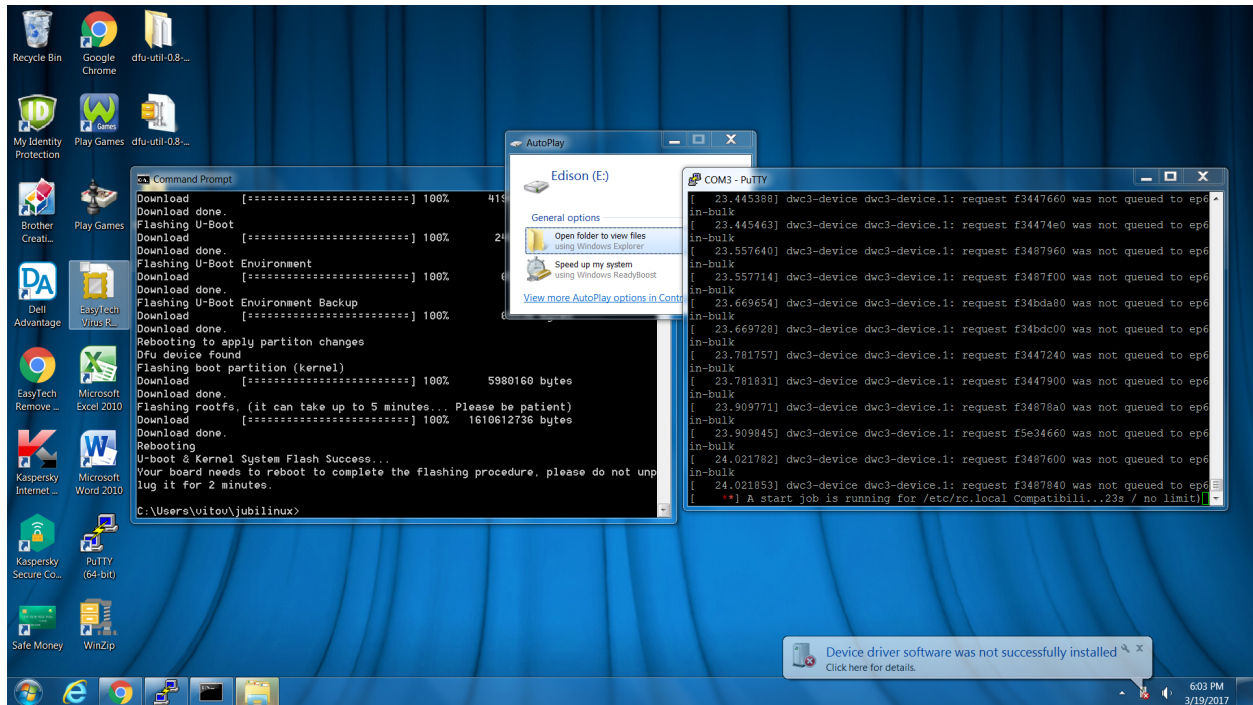 Recycle Bin
Google
Chrome
dfu-util-0.8-...
My Identity
Protection
Games
Play Games
dfu-util-0.8-...
Brother
Creati...
Play Games
DA
Dell
Advantage
EasyTech
Virus R...
EasyTech
Remove ...
Microsoft
Excel 2010
Kaspersky
Internet ...
Microsoft
Word 2010
Kaspersky
Secure Co...
PuTTY
(64-bit)
Safe Money
WinZip
Command Prompt
Download [=========================] 100% 419
Download done.
Flashing U-Boot
Download [=========================] 100% 24
Download done.
Flashing U-Boot Environment
Download [=========================] 100%
Download done.
Flashing U-Boot Environment Backup
Download [=========================] 100%
Download done.
Rebooting to apply partiton changes
Dfu device found
Flashing boot partition (kernel)
Download [=========================] 100% 5980160 bytes
Download done.
Flashing rootfs, (it can take up to 5 minutes... Please be patient)
Download [=========================] 100% 1610612736 bytes
Download done.
Rebooting
U-boot & Kernel System Flash Success...
Your board needs to reboot to complete the flashing procedure, please do not unp
lug it for 2 minutes.
C:\Users\vitov\jubilinux>
AutoPlay
Edison (E:)
General options
Open folder to view files
using Windows Explorer
Speed up my system
using Windows ReadyBoost
View more AutoPlay options in Contr
COM3 - PuTTY
[ 23.445388] dwc3-device dwc3-device.1: request f3447660 was not queued to ep6
in-bulk
[ 23.445463] dwc3-device dwc3-device.1: request f34474e0 was not queued to ep6
in-bulk
[ 23.557640] dwc3-device dwc3-device.1: request f3487960 was not queued to ep6
in-bulk
[ 23.557714] dwc3-device dwc3-device.1: request f3487f00 was not queued to ep6
in-bulk
[ 23.669654] dwc3-device dwc3-device.1: request f34bda80 was not queued to ep6
in-bulk
[ 23.669728] dwc3-device dwc3-device.1: request f34bdc00 was not queued to ep6
in-bulk
[ 23.781757] dwc3-device dwc3-device.1: request f3447240 was not queued to ep6
in-bulk
[ 23.781831] dwc3-device dwc3-device.1: request f3447900 was not queued to ep6
in-bulk
[ 23.909771] dwc3-device dwc3-device.1: request f34878a0 was not queued to ep6
in-bulk
[ 23.909845] dwc3-device dwc3-device.1: request f5e34660 was not queued to ep6
in-bulk
[ 24.021782] dwc3-device dwc3-device.1: request f3487600 was not queued to ep6
in-bulk
[ 24.021853] dwc3-device dwc3-device.1: request f3487840 was not queued to ep6
in-bulk
[ **] A start job is running for /etc/rc.local Compatibili...23s / no limit)
Device driver software was not successfully installed
Click here for details.
6:03 PM
3/19/2017